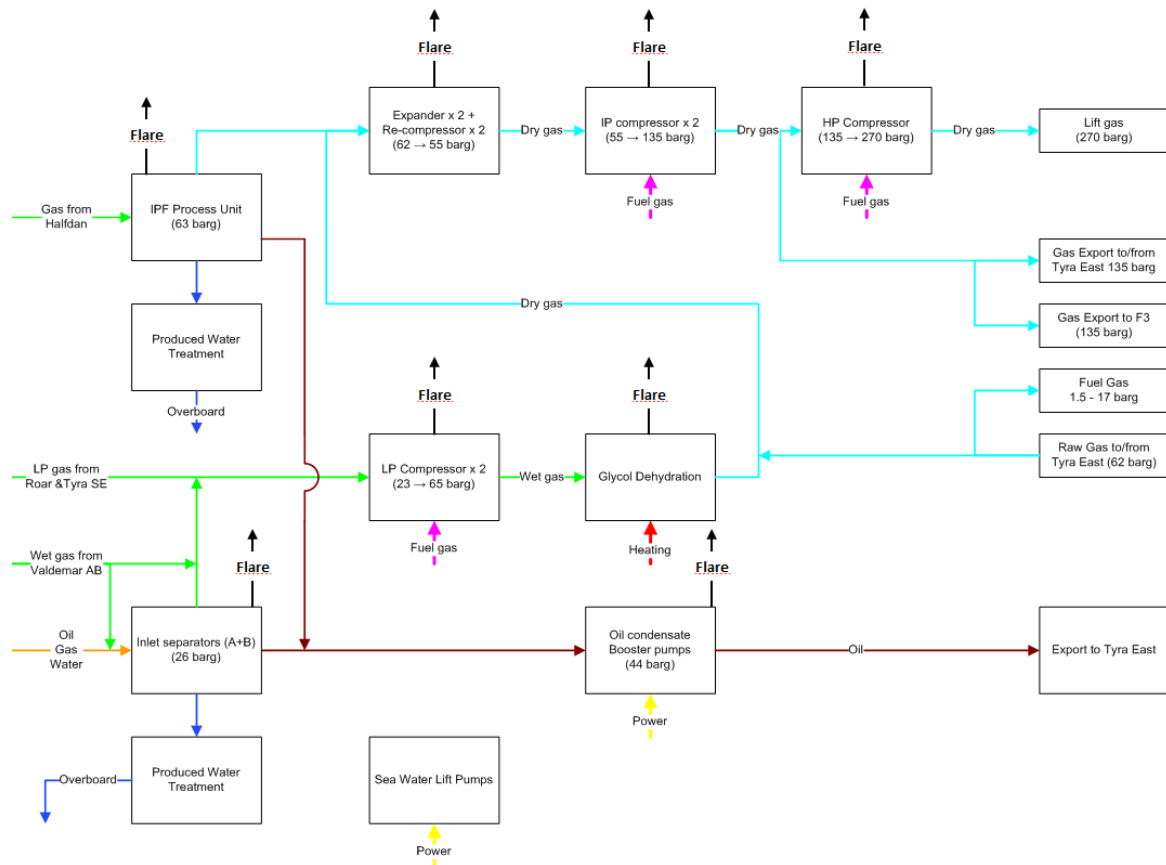 Flare
Flare
Flare
Flare
Expander x 2 +
Re-compressor x 2
(62 → 55 barg)
Dry gas
IP compressor x 2
(55 → 135 barg)
Dry gas
HP Compressor
(135 → 270 barg)
Dry gas
Lift gas
(270 barg)
Fuel gas
Fuel gas
Gas from
Halfdan
IPF Process Unit
(63 barg)
Gas Export to/from
Tyra East 135 barg
Dry gas
Gas Export to F3
(135 barg)
Produced Water
Treatment
Overboard
Flare
Flare
Fuel Gas
1.5 - 17 barg
LP gas from
Roar &Tyra SE
LP Compressor x 2
(23 → 65 barg)
Wet gas
Glycol Dehydration
Raw Gas to/from
Tyra East (62 barg)
Fuel gas
Heating
Wet gas from
Valdemar AB
Flare
Flare
Oil
Gas
Water
Inlet separators (A+B)
(26 barg)
Oil condensate
Booster pumps
(44 barg)
Oil
Export to Tyra East
Power
Overboard
Produced Water
Treatment
Sea Water Lift Pumps
Power